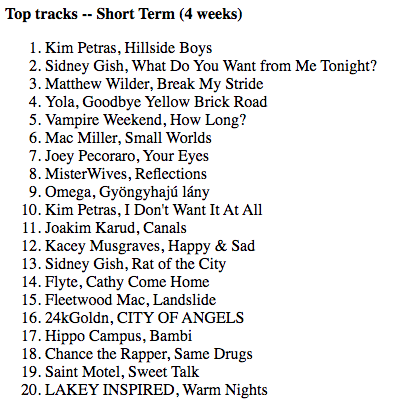 Top tracks -- Short Term (4 weeks)
1. Kim Petras, Hillside Boys
2. Sidney Gish, What Do You Want from Me Tonight?
3. Matthew Wilder, Break My Stride
4. Yola, Goodbye Yellow Brick Road
5. Vampire Weekend, How Long?
6. Mac Miller, Small Worlds
7. Joey Pecoraro, Your Eyes
8. MisterWives, Reflections
9. Omega, Gyöngyhajú lány
10. Kim Petras, I Don't Want It At All
11. Joakim Karud, Canals
12. Kacey Musgraves, Happy & Sad
13. Sidney Gish, Rat of the City
14. Flyte, Cathy Come Home
15. Fleetwood Mac, Landslide
16. 24kGoldn, CITY OF ANGELS
17. Hippo Campus, Bambi
18. Chance the Rapper, Same Drugs
19. Saint Motel, Sweet Talk
20. LAKEY INSPIRED, Warm Nights